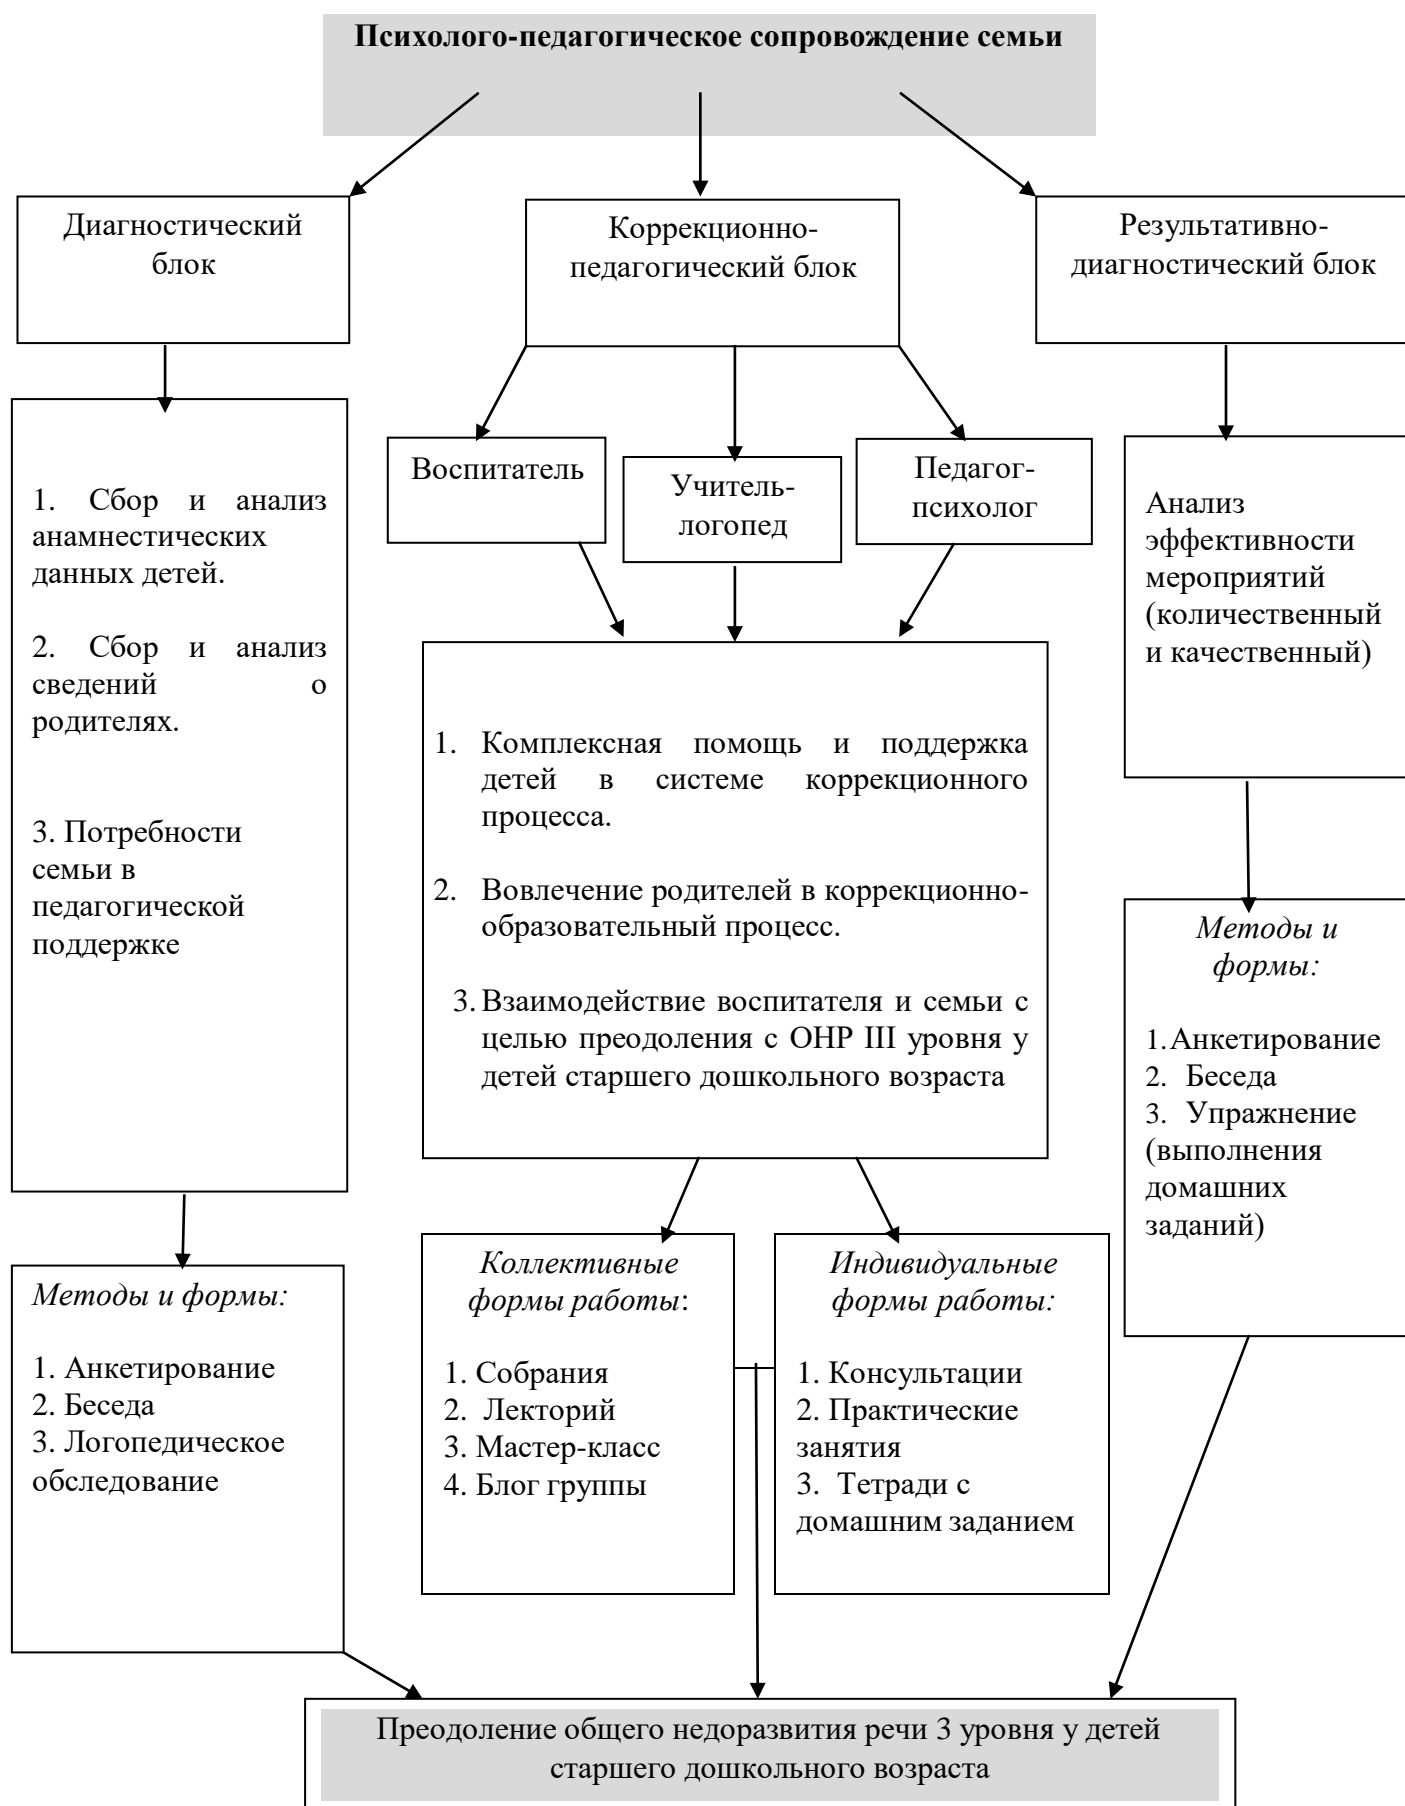 Психолого-педагогическое сопровождение семьи
Диагностический
блок
Коррекционно-
педагогический блок
Результативно-
диагностический блок
1. Сбор и анализ
анамнестических
данных детей.
2. Сбор и анализ
сведений о
родителях.
3. Потребности
семьи в
педагогической
поддержке
Воспитатель
Учитель-
логопед
Педагог-
психолог
Анализ
эффективности
мероприятий
(количественный
и качественный)
1. Комплексная помощь и поддержка
детей в системе коррекционного
процесса.
2. Вовлечение родителей в коррекционно-
образовательный процесс.
3. Взаимодействие воспитателя и семьи с
целью преодоления с ОНР III уровня у
детей старшего дошкольного возраста
Методы и
формы:
1. Анкетирование
2. Беседа
3. Упражнение
(выполнения
домашних
заданий)
Методы и формы:
1. Анкетирование
2. Беседа
3. Логопедическое
обследование
Коллективные
формы работы:
1. Собрания
2. Лекторий
3. Мастер-класс
4. Блог группы
Индивидуальные
формы работы:
1. Консультации
2. Практические
занятия
3. Тетради с
домашним заданием
Преодоление общего недоразвития речи 3 уровня у детей
старшего дошкольного возраста